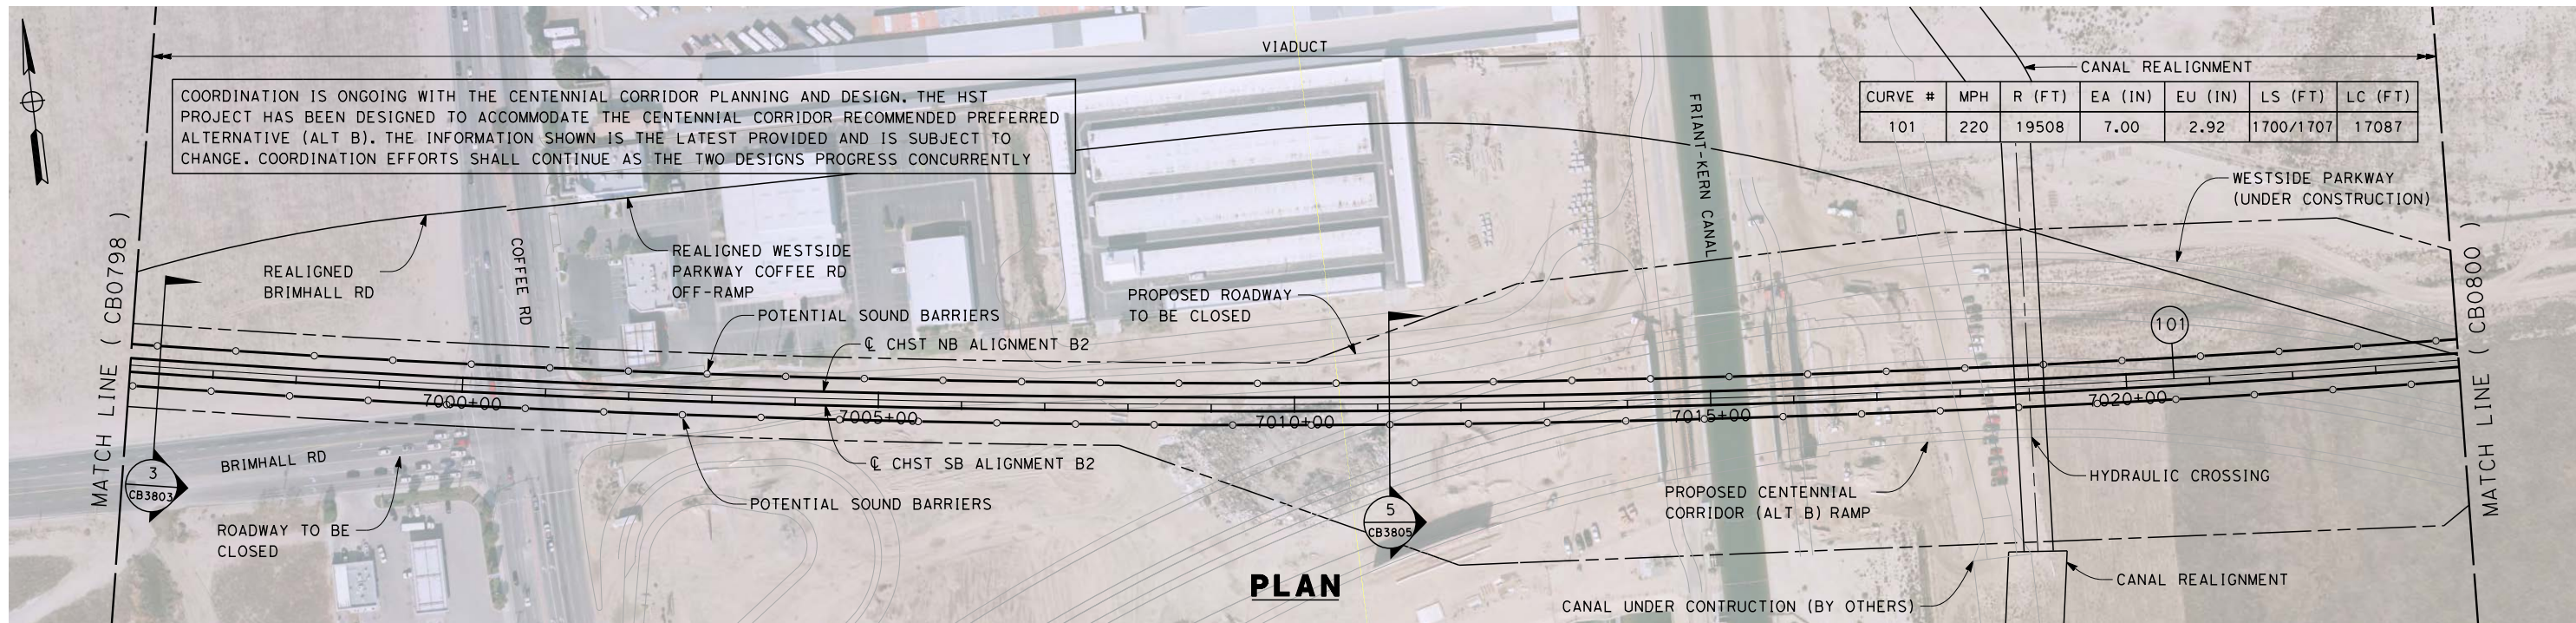 VIADUCT
CANAL REALIGNMENT
COORDINATION IS ONGOING WITH THE CENTENNIAL CORRIDOR PLANNING AND DESIGN. THE HST
PROJECT HAS BEEN DESIGNED TO ACCOMMODATE THE CENTENNIAL CORRIDOR RECOMMENDED PREFERRED
ALTERNATIVE (ALT B). THE INFORMATION SHOWN IS THE LATEST PROVIDED AND IS SUBJECT TO
CHANGE. COORDINATION EFFORTS SHALL CONTINUE AS THE TWO DESIGNS PROGRESS CONCURRENTLY
CURVE # MPH R (FT) EA (IN) EU (IN) LS (FT) LC (FT)
101 220 19508 7.00 2.92 1700/1707 17087
FRIANT-KERN CANAL
WESTSIDE PARKWAY
(UNDER CONSTRUCTION)
MATCH LINE ( CB0798 )
REALIGNED
BRIMHALL RD
COFFEE RD
REALIGNED WESTSIDE
PARKWAY COFFEE RD
OFF-RAMP
POTENTIAL SOUND BARRIERS
℄ CHST NB ALIGNMENT B2
PROPOSED ROADWAY
TO BE CLOSED
101
MATCH LINE ( CB0800 )
7000+00
7005+00
7010+00
7015+00
7020+00
BRIMHALL RD
3
CB3803
℄ CHST SB ALIGNMENT B2
POTENTIAL SOUND BARRIERS
ROADWAY TO BE
CLOSED
5
CB3805
PROPOSED CENTENNIAL
CORRIDOR (ALT B) RAMP
HYDRAULIC CROSSING
CANAL REALIGNMENT
CANAL UNDER CONTRUCTION (BY OTHERS)
PLAN